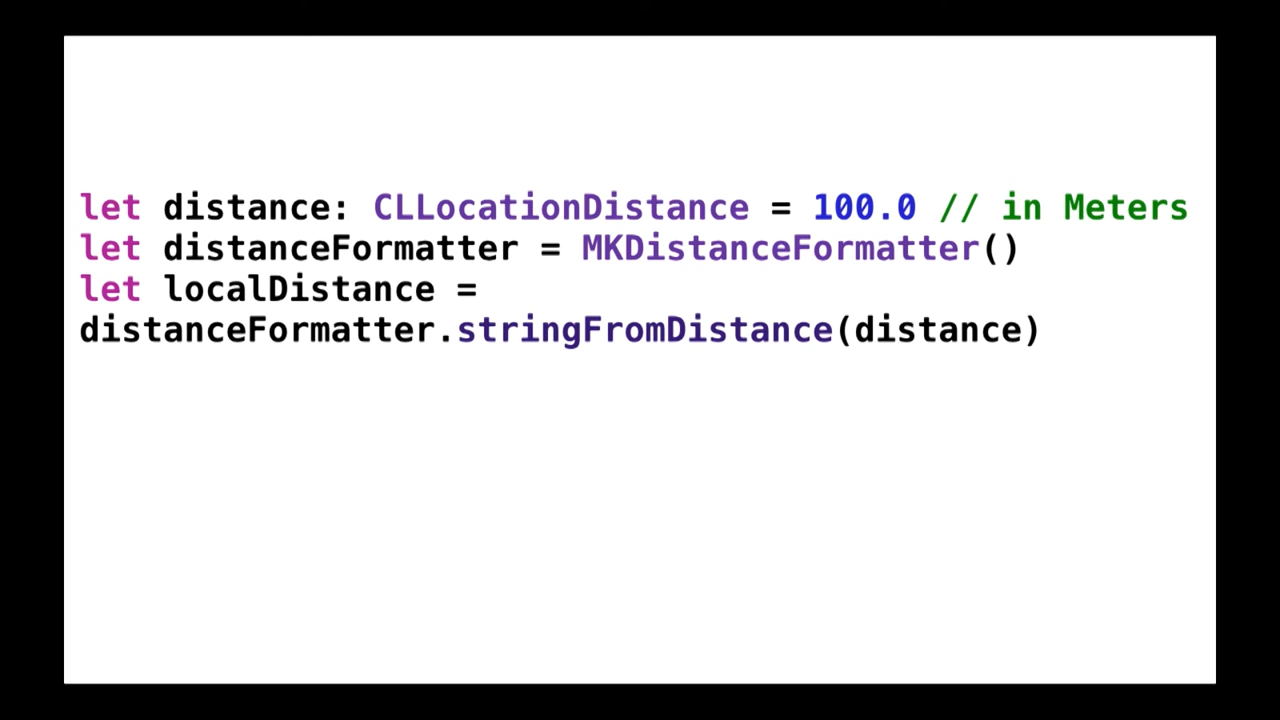 let distance: CLLocationDistance = 100.0 // in Meters
let distanceFormatter = MKDistanceFormatter()
let localDistance =
distanceFormatter.stringFromDistance(distance)